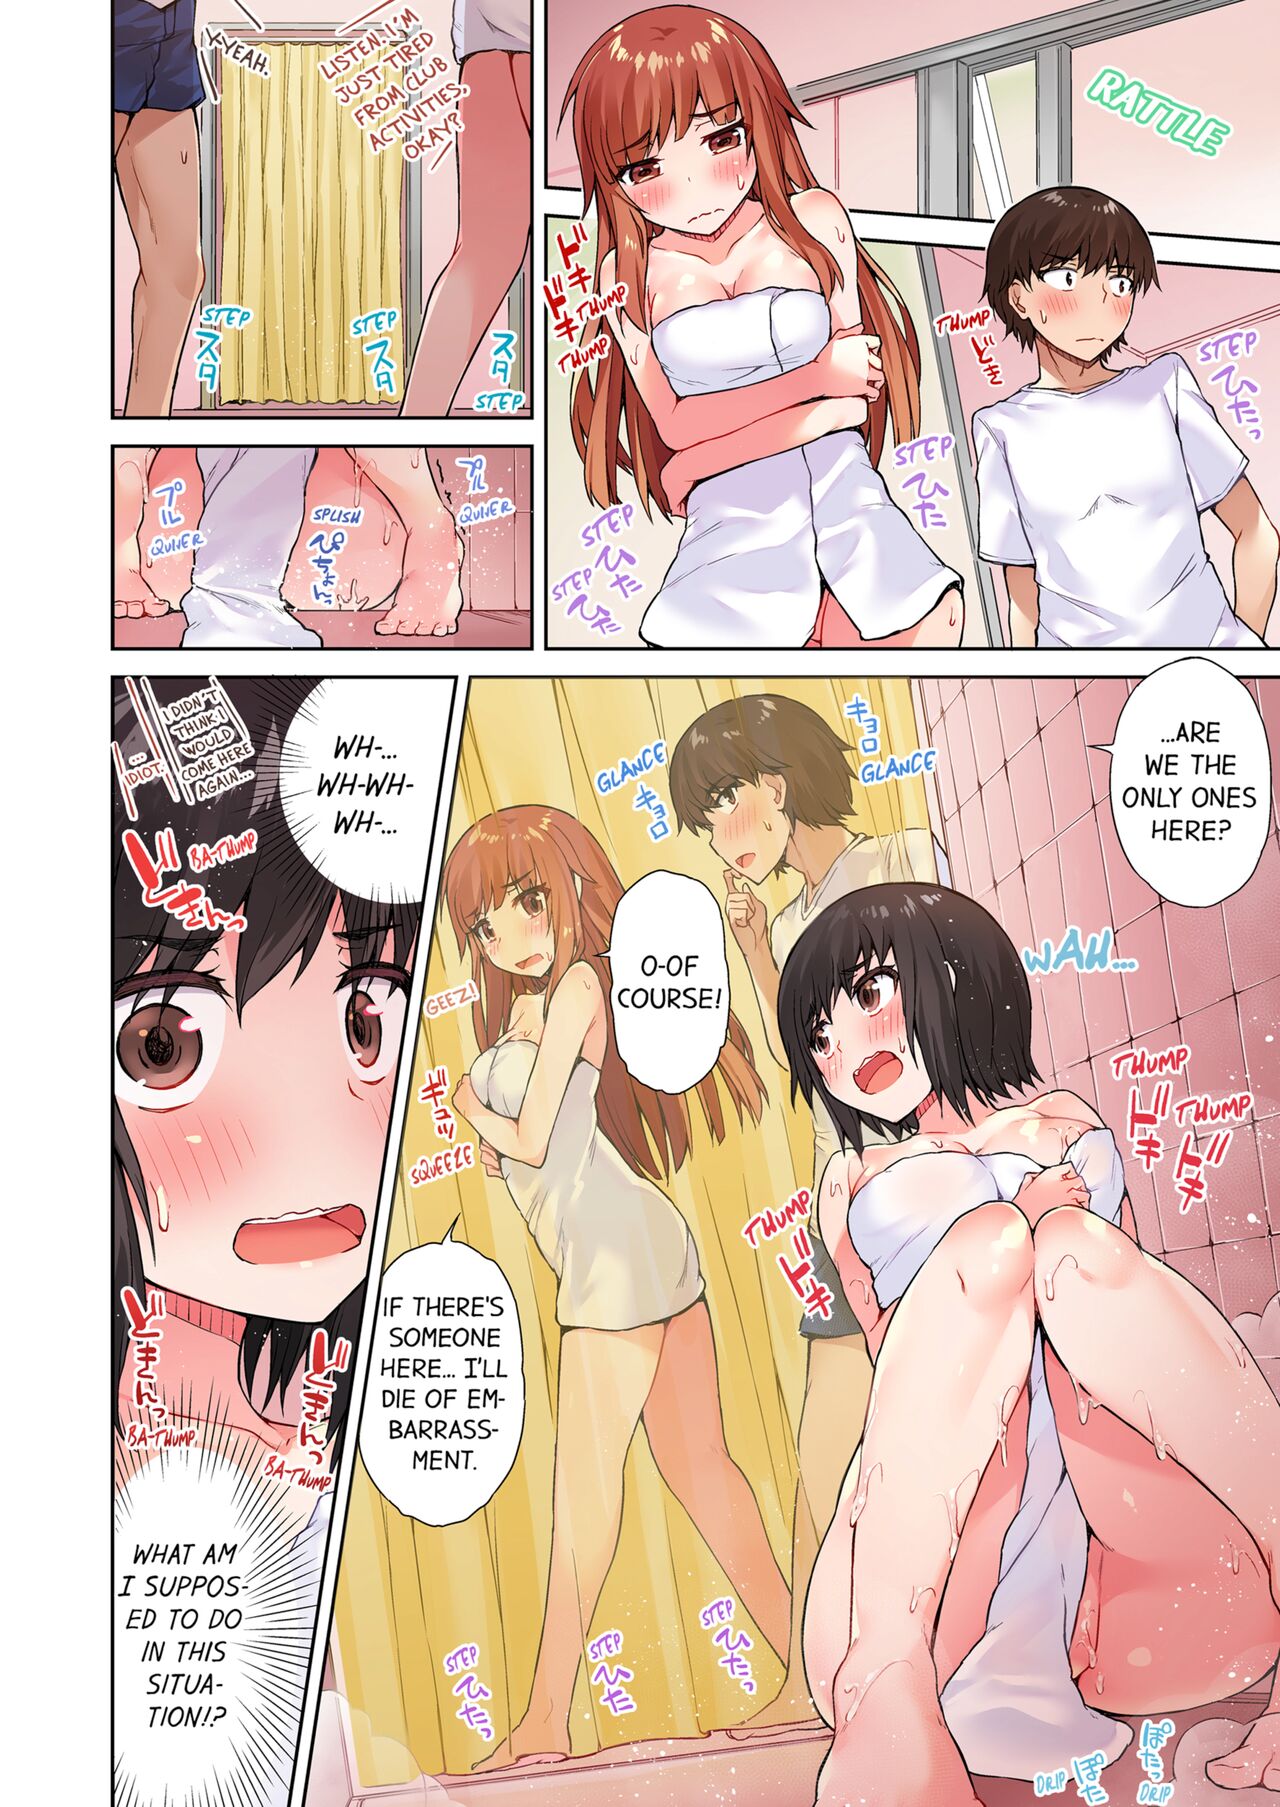 LISTEN. I'M
JUST TIRED
FROM CLUB
ACTIVITIES.
OKAY?
Y-YEAH.
STEP
スタ
STEP
スタ
STEP
スタ
RATTLE
ドキ
ドキ
THUMP
THUMP
THUMP
どき
STEP
ひたっ
STEP
ひた
STEP
ひた
STEP
ひた
プル
QUIVER
SPLISH
ぴちょんっ
プル
QUIVER
...ARE
WE THE
ONLY ONES
HERE?
キョロ
GLANCE
GLANCE
キョロ
O-OF
COURSE!
GEEZ!
ギュッ
SQUEEZE
WAH...
THUMP
ドキ
THUMP
ドキ
THUMP
ドキ
IF THERE'S
SOMEONE
HERE... I'LL
DIE OF EM-
BARRASS-
MENT.
STEP
ひたっ
STEP
ひた
STEP
ひたっ
ぽたっ
DRIP
ぽた
DRIP
WH-...
WH-WH-
WH-...
I DIDN'T
THINK I
WOULD
COME HERE
AGAIN...
...
IDIOT.
BA-THUMP
どきんっ
どきんっ
BA-THUMP
どきんっ
BA-THUMP
WHAT AM
I SUPPOS-
ED TO DO
IN THIS
SITUA-
TION!?